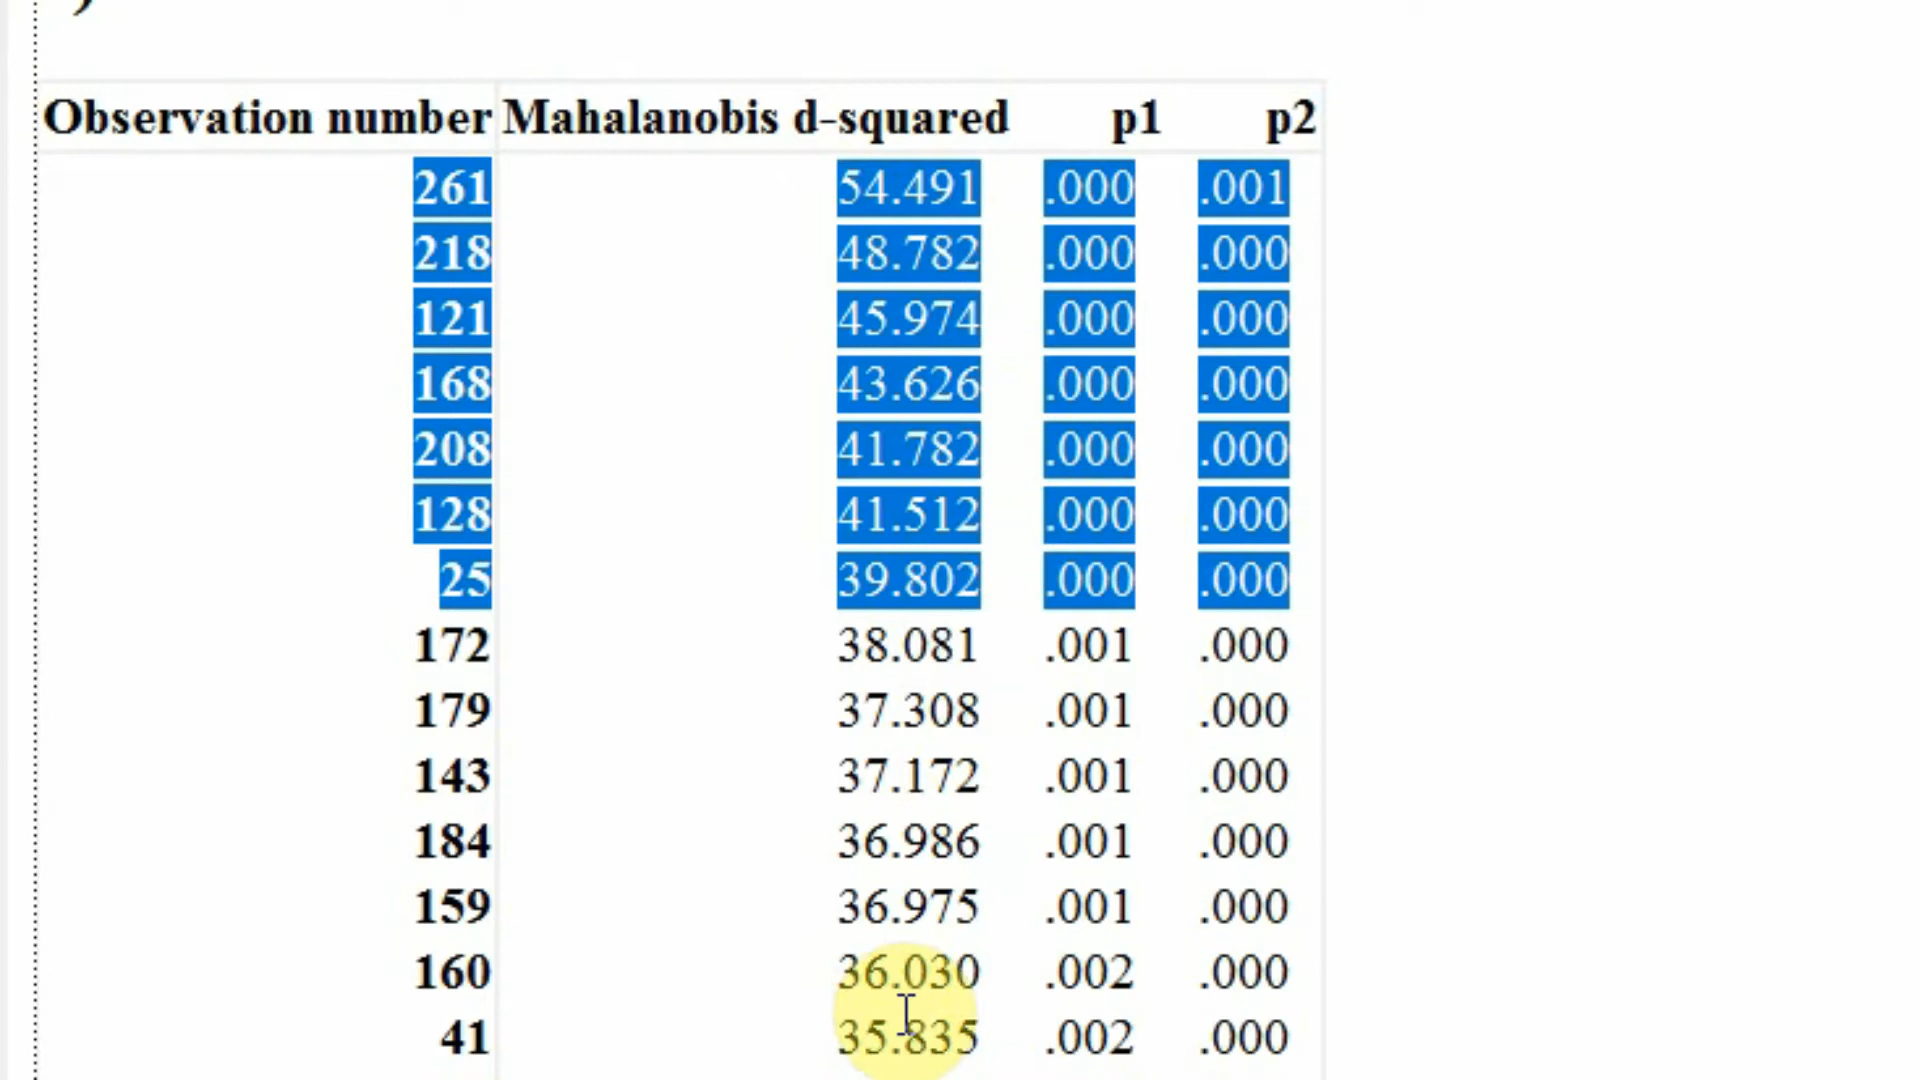 Observation number Mahalanobis d-squared p1 p2
261 54.491 .000 .001
218 48.782 .000 .000
121 45.974 .000 .000
168 43.626 .000 .000
208 41.782 .000 .000
128 41.512 .000 .000
25 39.802 .000 .000
172 38.081 .001 .000
179 37.308 .001 .000
143 37.172 .001 .000
184 36.986 .001 .000
159 36.975 .001 .000
160 36.030 .002 .000
41 35.835 .002 .000